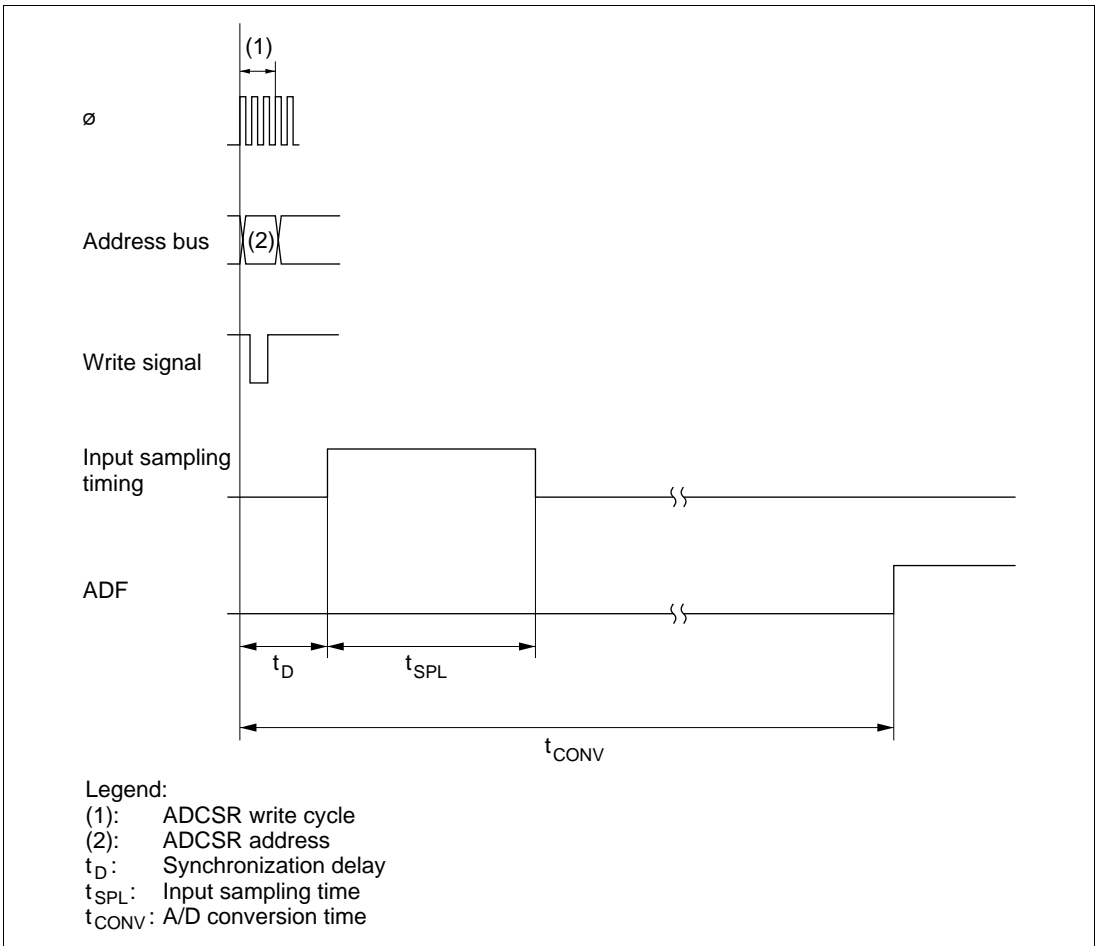 (1)
ø
Address bus
(2)
Write signal
Input sampling
timing
ADF
tD
tSPL
tCONV
Legend:
(1): ADCSR write cycle
(2): ADCSR address
tD: Synchronization delay
tSPL: Input sampling time
tCONV: A/D conversion time